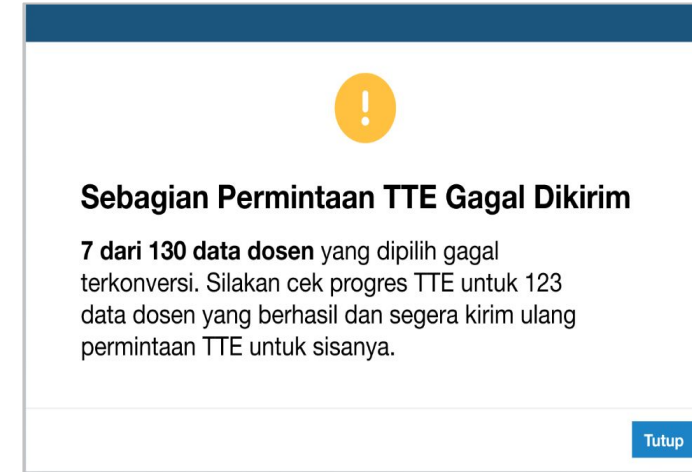 Sebagian Permintaan TTE Gagal Dikirim
7 dari 130 data dosen yang dipilih gagal
terkonversi. Silakan cek progres TTE untuk 123
data dosen yang berhasil dan segera kirim ulang
permintaan TTE untuk sisanya.
Tutup